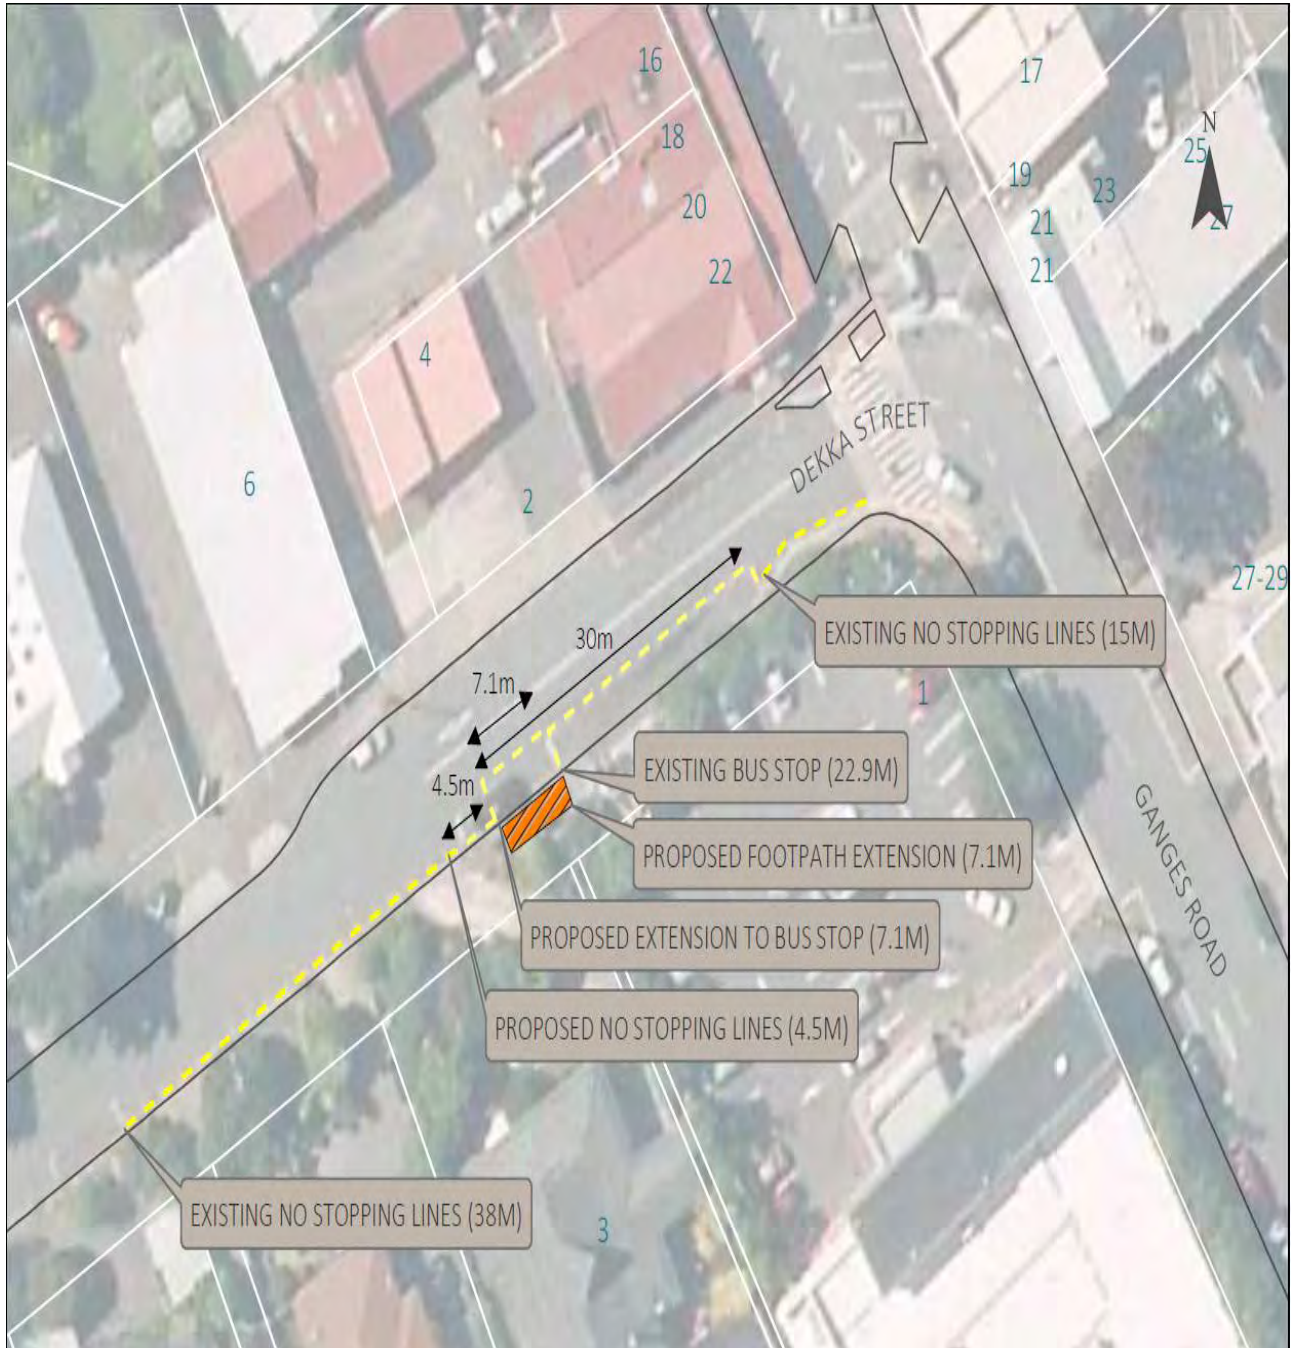 16
17
18
N
25
19
23
20
21
27
22
21
4
DEKKA STREET
6
2
27-29
30m
EXISTING NO STOPPING LINES (15M)
7.1m
1
EXISTING BUS STOP (22.9M)
4.5m
GANGES ROAD
PROPOSED FOOTPATH EXTENSION (7.1M)
PROPOSED EXTENSION TO BUS STOP (7.1M)
PROPOSED NO STOPPING LINES (4.5M)
EXISTING NO STOPPING LINES (38M)
3